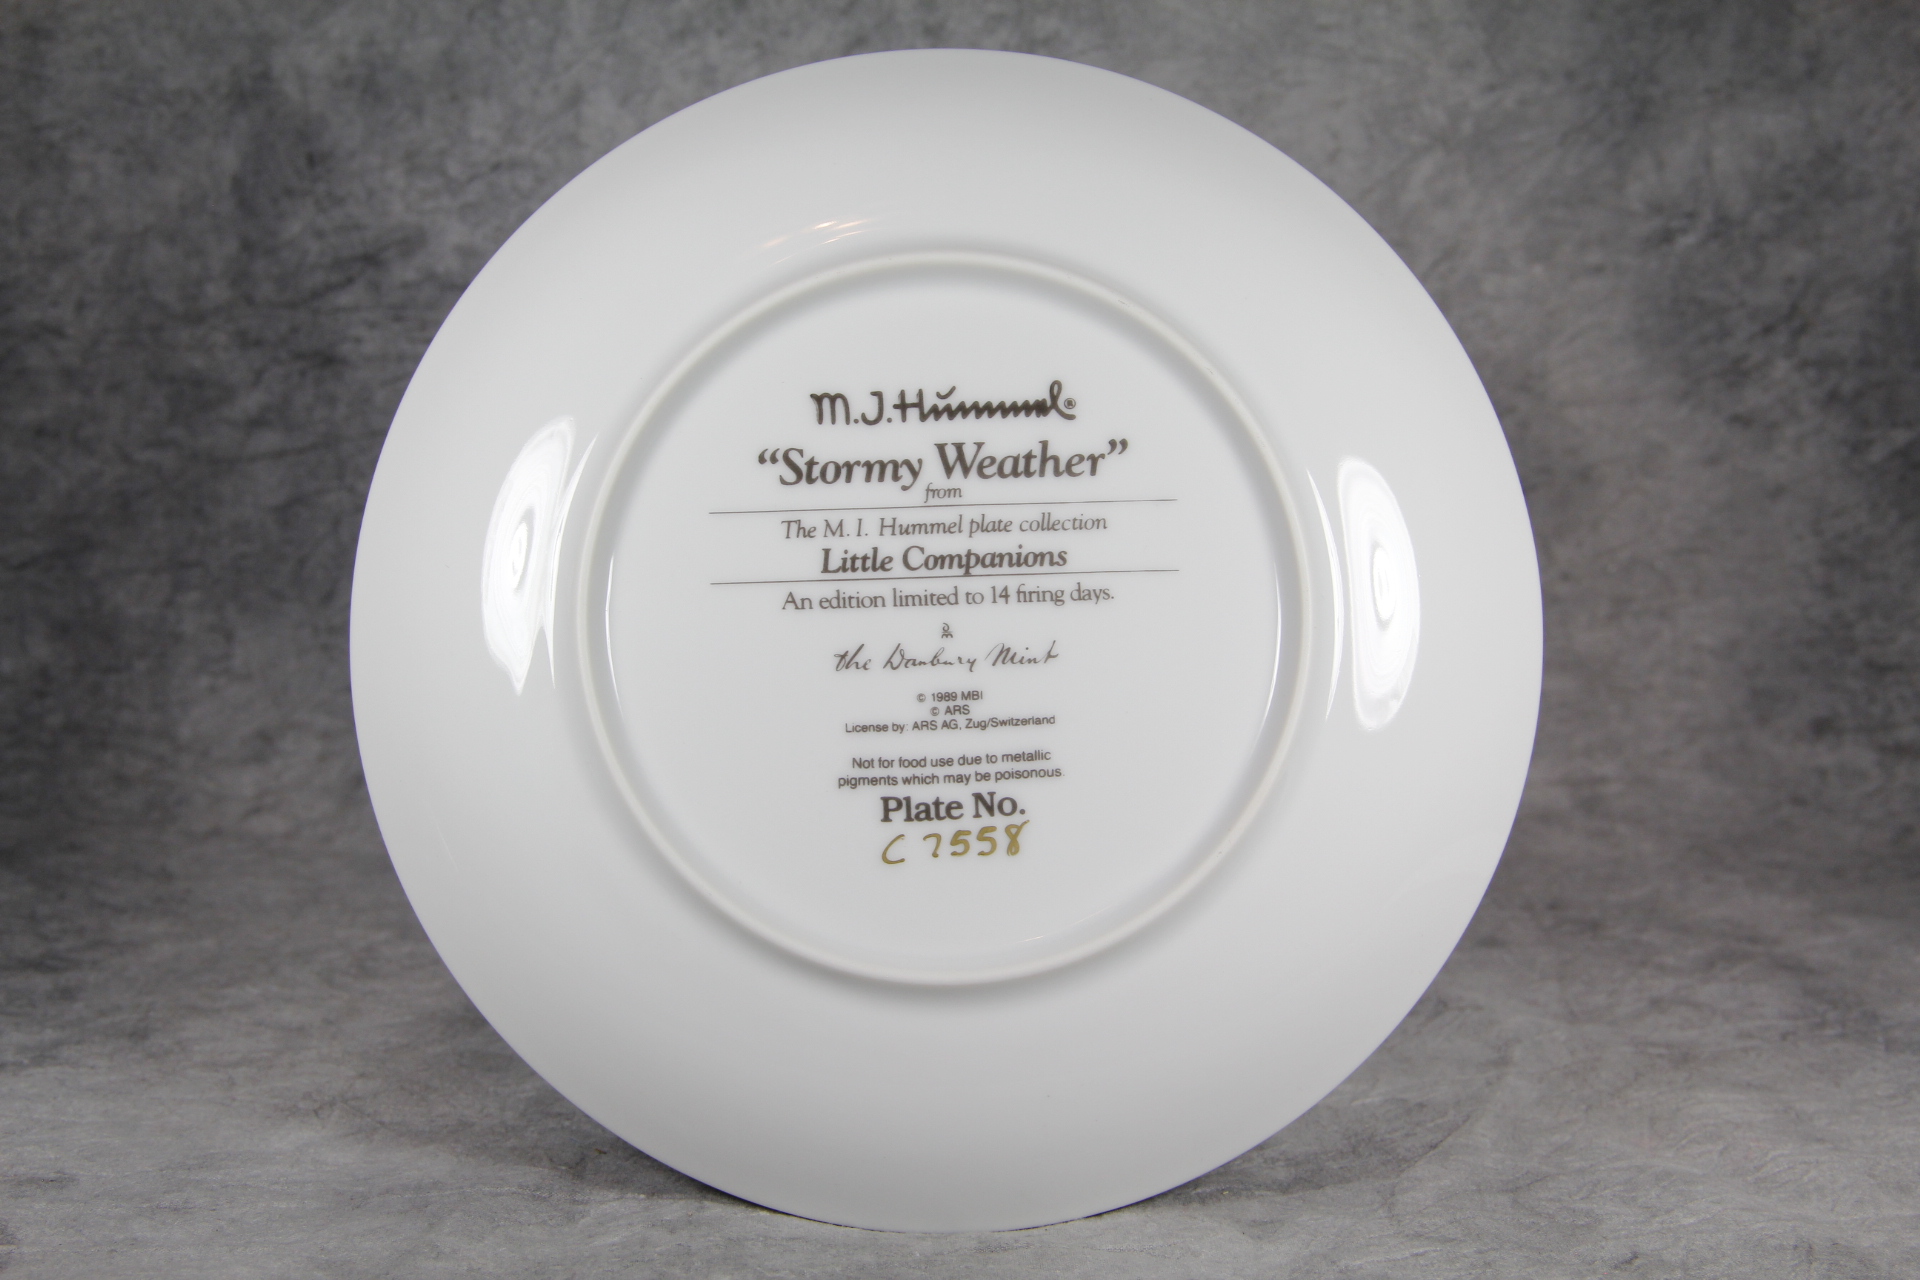 M.J.Hümmel®
“Stormy Weather”
from
The M. I. Hummel plate collection
Little Companions
An edition limited to 14 firing days.
the Danbury Mint
© 1989 MBI
© ARS
License by: ARS AG, Zug/Switzerland
Not for food use due to metallic
pigments which may be poisonous.
Plate No.
C 7558